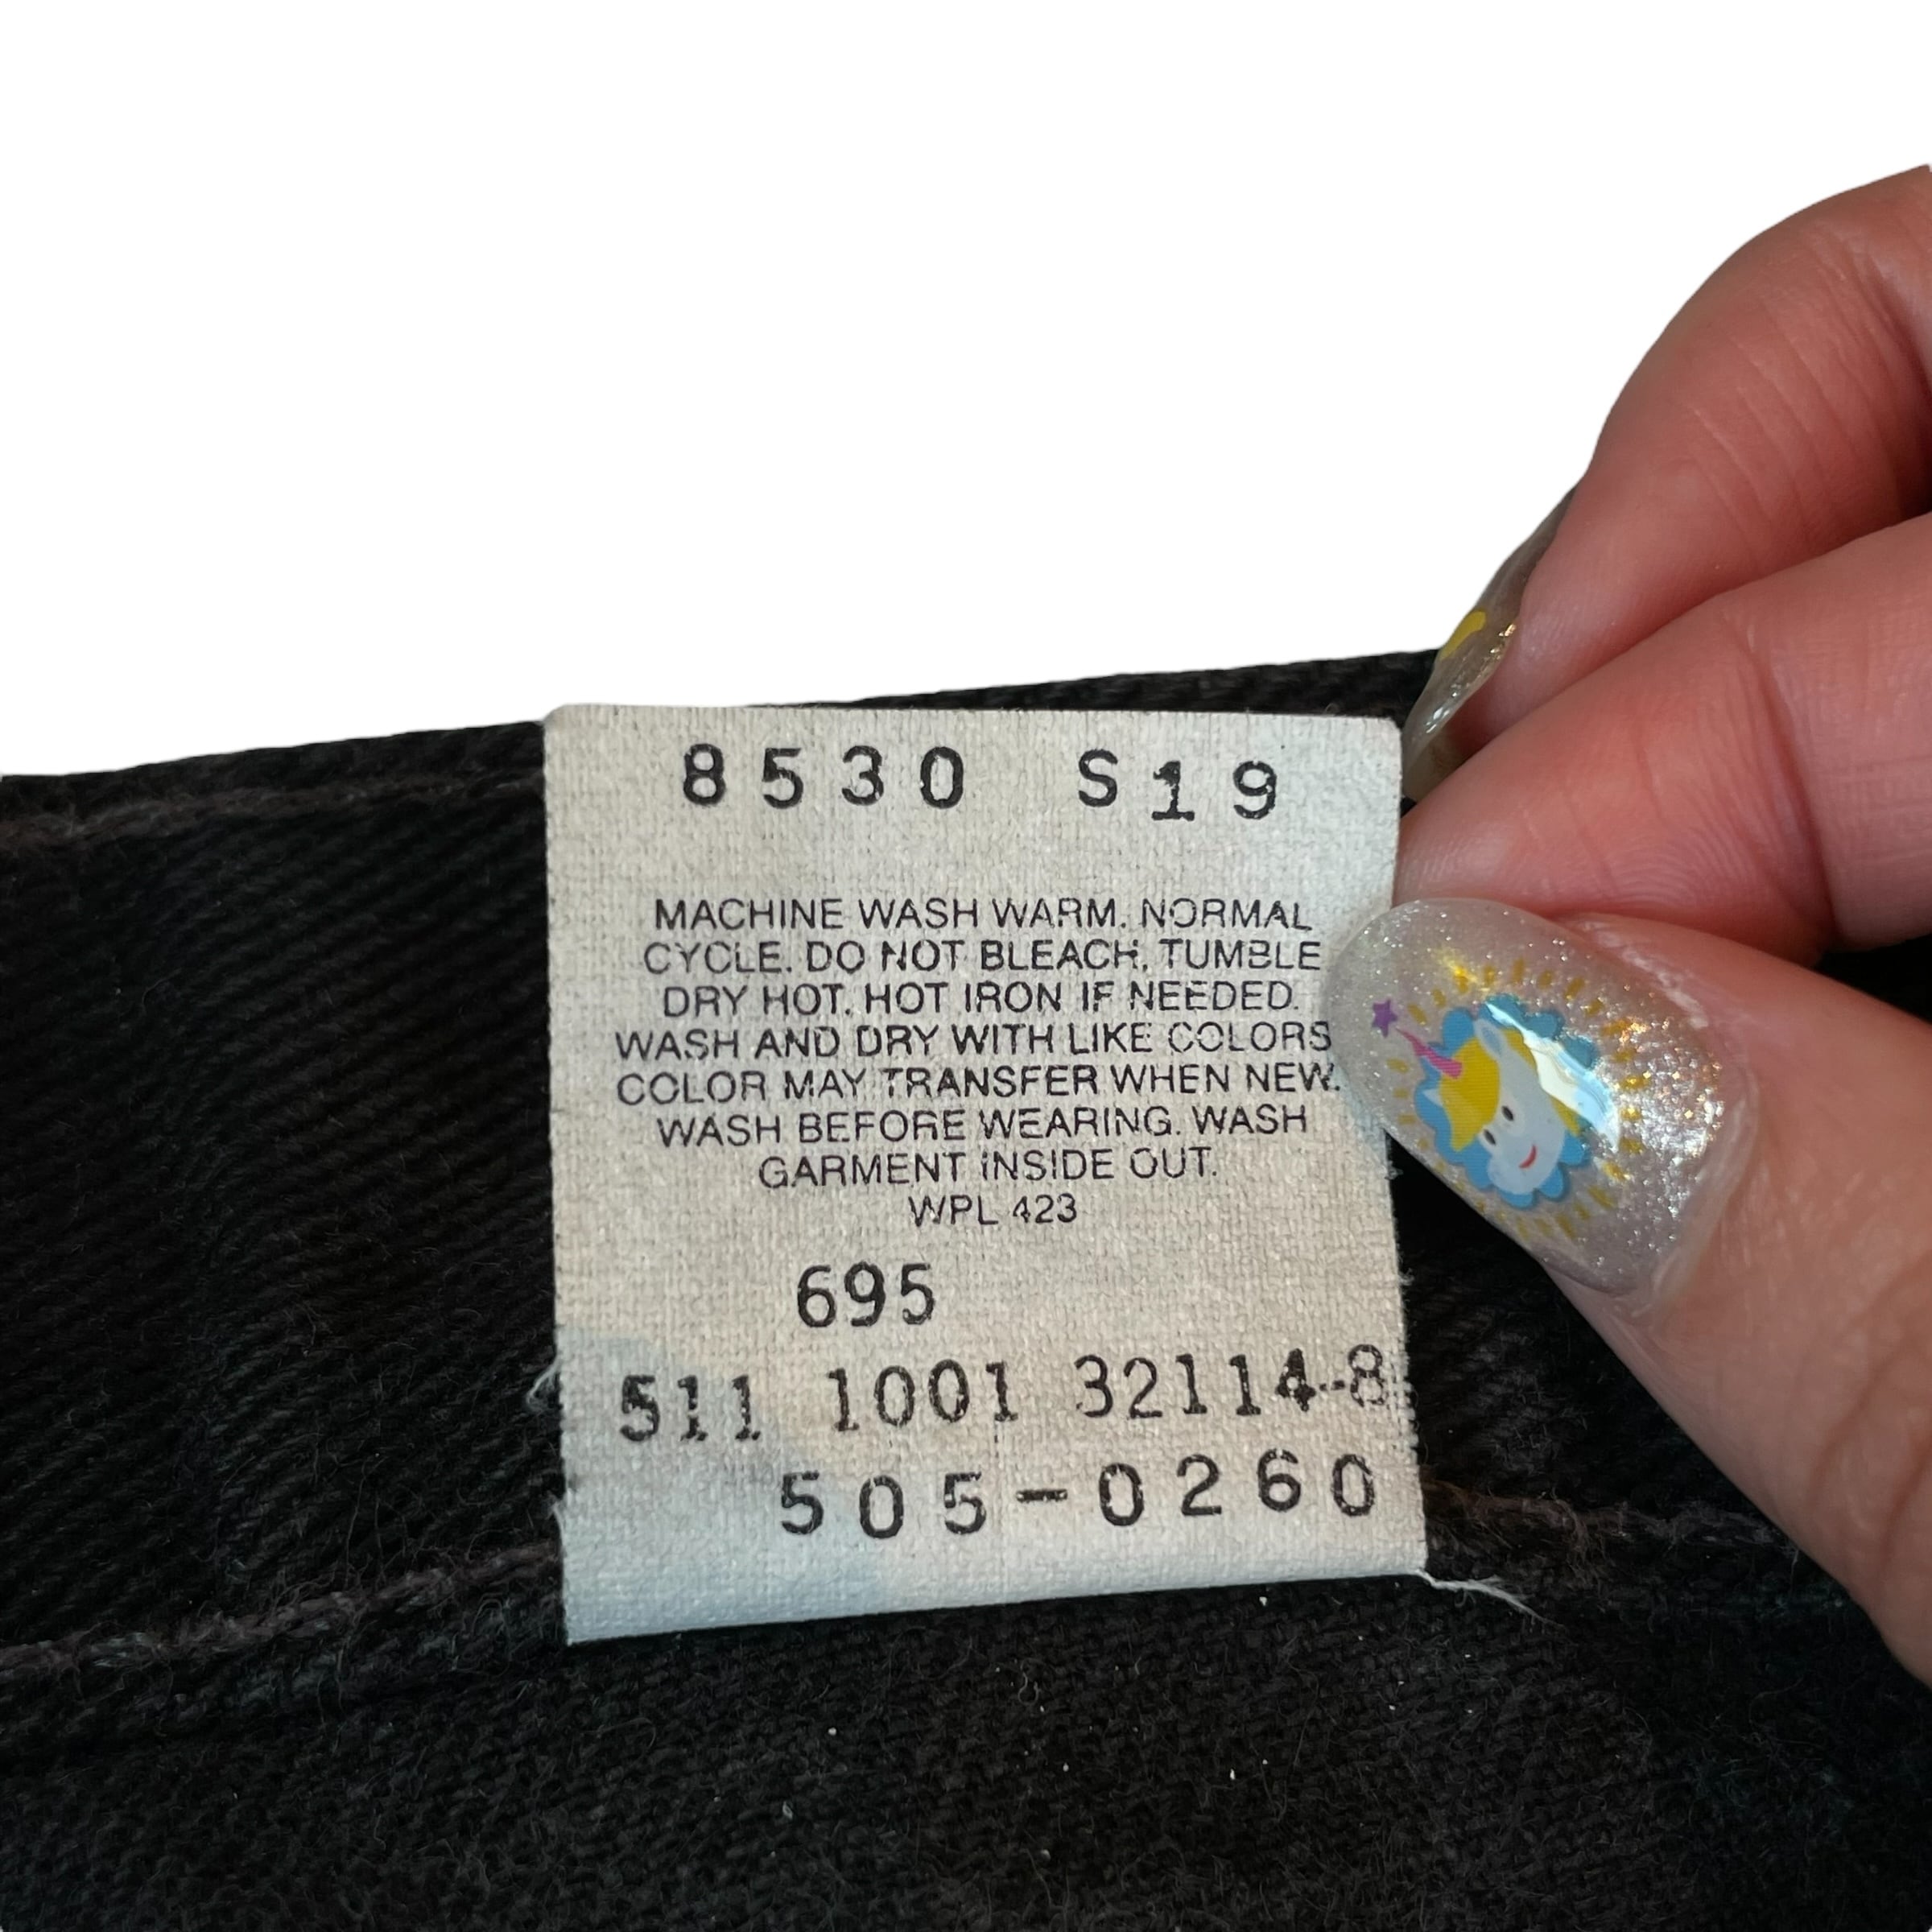 8530 S19
MACHINE WASH WARM. NORMAL
CYCLE. DO NOT BLEACH, TUMBLE
DRY HOT. HOT IRON IF NEEDED.
WASH AND DRY WITH LIKE COLORS
COLOR MAY TRANSFER WHEN NEW.
WASH BEFORE WEARING. WASH
GARMENT INSIDE OUT.
WPL 423
695
511 1001 32114-8
505-0260